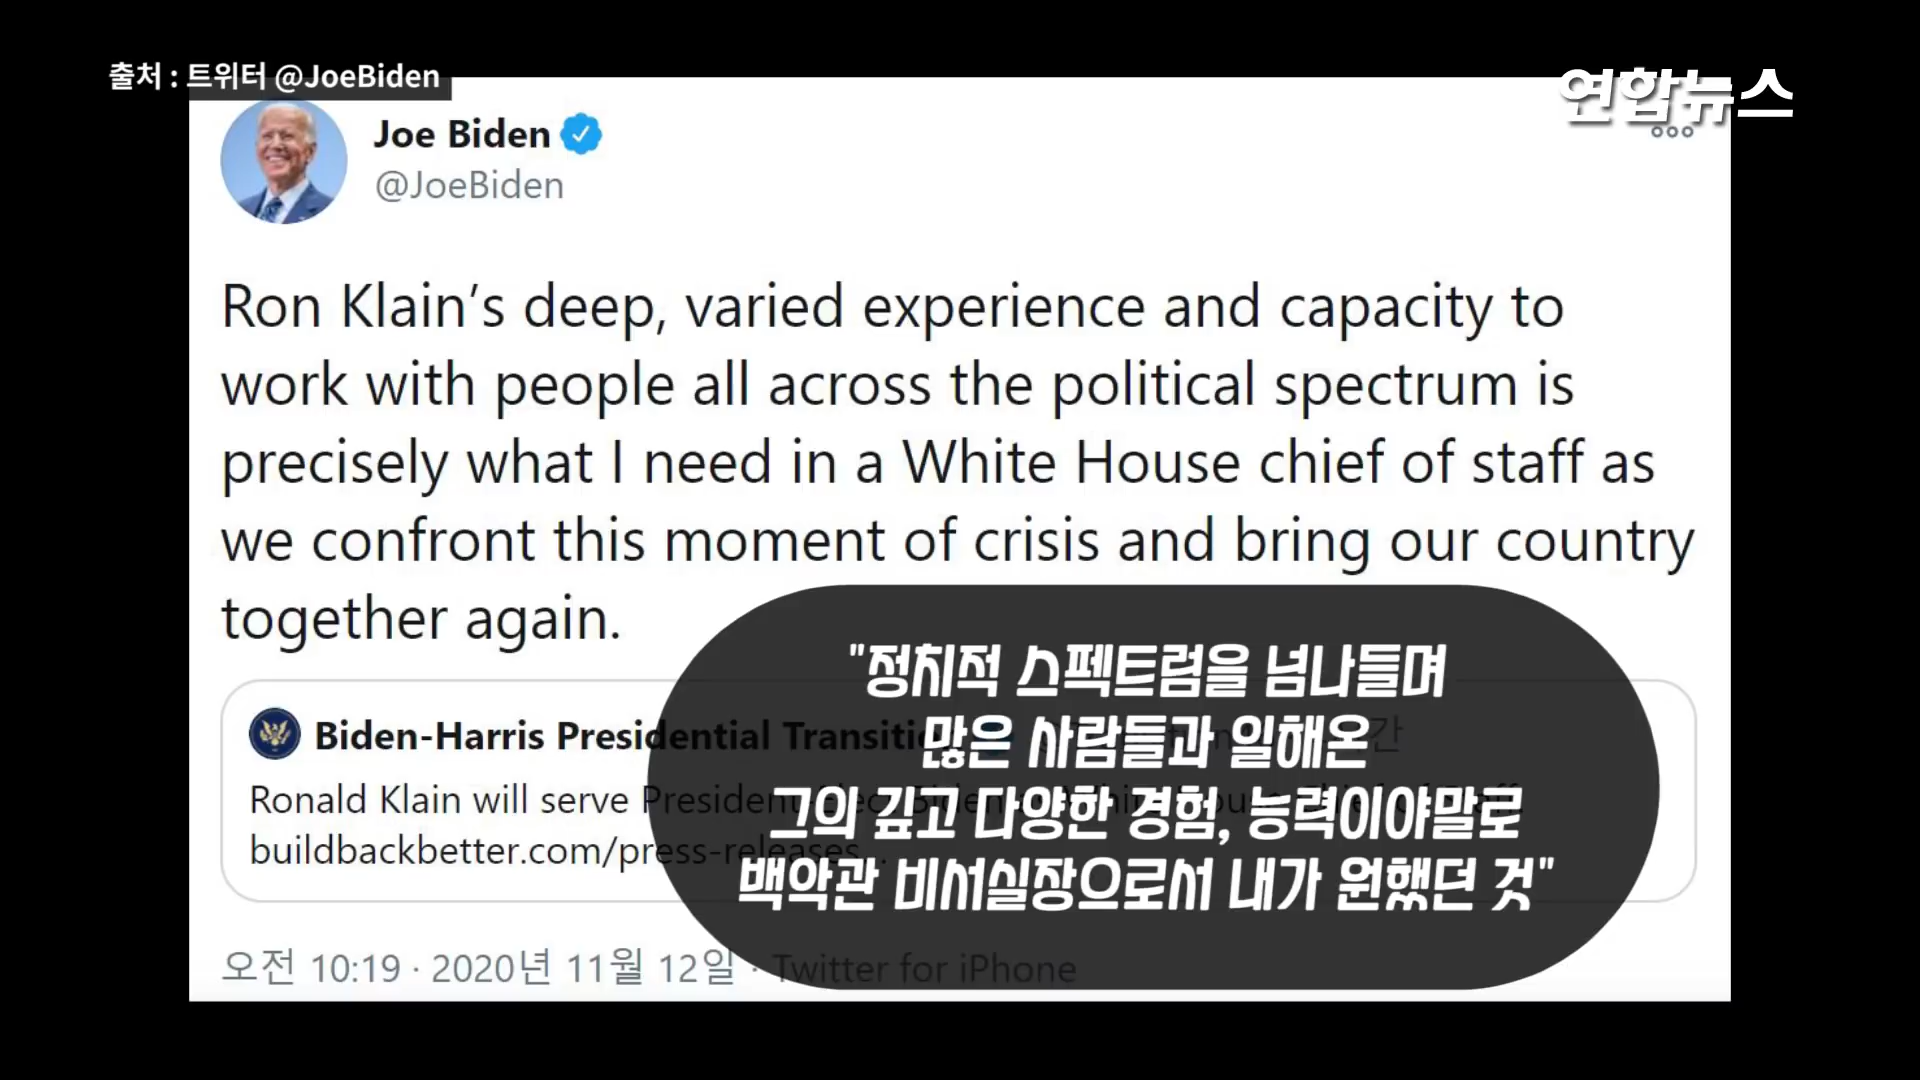 출처 : 트위터 @JoeBiden
연합뉴스
Joe Biden
@JoeBiden
Ron Klain’s deep, varied experience and capacity to
work with people all across the political spectrum is
precisely what I need in a White House chief of staff as
we confront this moment of crisis and bring our country
together again.
Biden-Harris Presidential Transiti
Ronald Klain will serve President-Elect Biden
buildbackbetter.com/press-releases...
"정치적 스펙트럼을 넘나들며
많은 사람들과 일해온
그의 깊고 다양한 경험, 능력이야말로
백악관 비서실장으로서 내가 원했던 것"
오전 10:19 · 2020년 11월 12일 · Twitter for iPhone